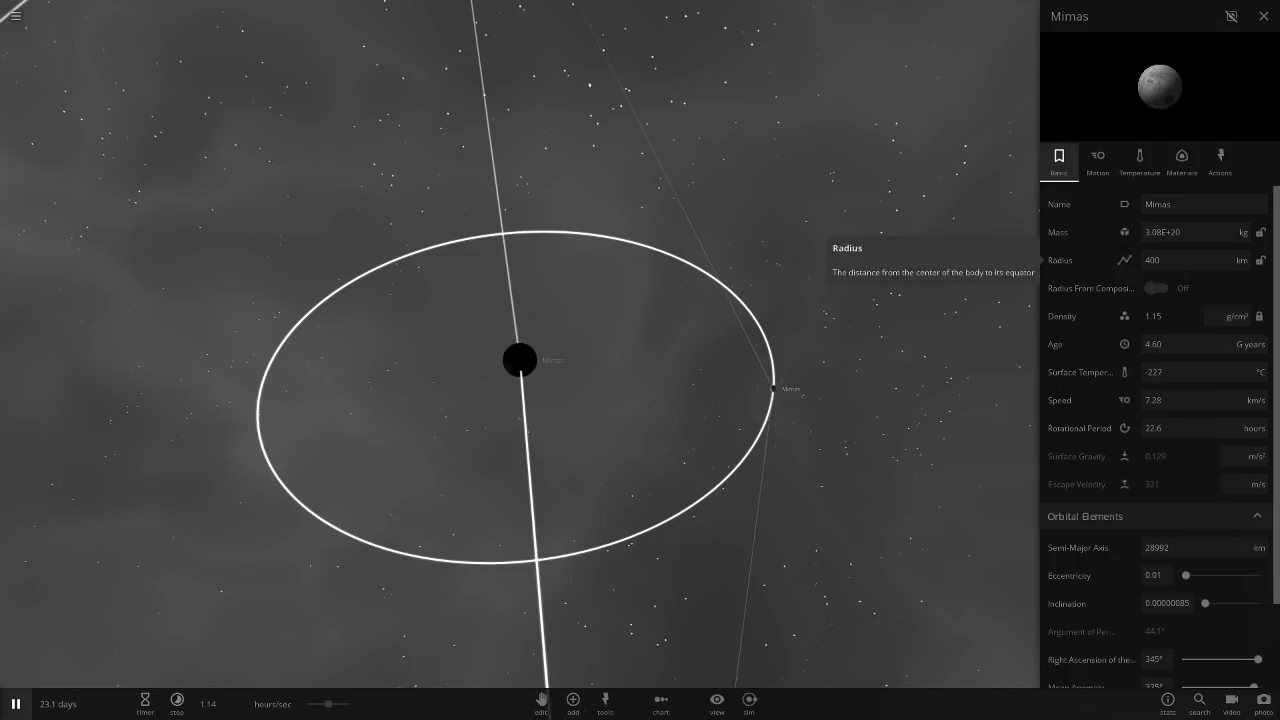 Mimas
Basic
Motion
Temperature
Materials
Actions
Name
Mimas
Mass
3.08E+20
kg
Radius
The distance from the center of the body to its equator
Radius
400
km
Radius From Composi...
Off
Density
1.15
g/cm³
Age
4.60
G years
Surface Temper...
-227
°C
Mimas
Mimas
Speed
7.28
km/s
Rotational Period
22.6
hours
Surface Gravity
0.129
m/s²
Escape Velocity
321
m/s
Orbital Elements
Semi-Major Axis
28992
km
Eccentricity
0.01
Inclination
0.00000085
Argument of Per...
44.1°
Right Ascension of the...
345°
Mean Anomaly
325°
23.1 days
timer
step
1.14
hours/sec
edit
add
tools
chart
view
sim
stats
search
video
photo